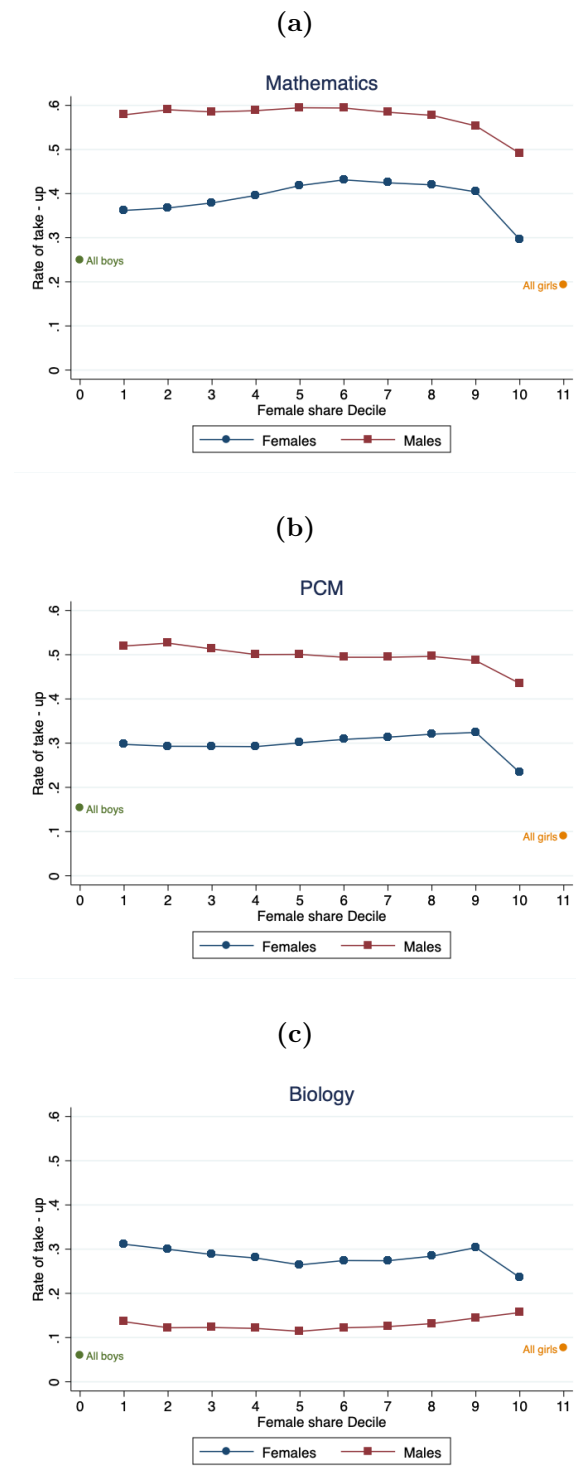 (a)
Mathematics
Rate of take - up
.6
.5
.4
.3
.2
.1
0
All boys
All girls
0 1 2 3 4 5 6 7 8 9 10 11
Female share Decile
Females Males
(b)
PCM
Rate of take - up
.6
.5
.4
.3
.2
.1
0
All boys
All girls
0 1 2 3 4 5 6 7 8 9 10 11
Female share Decile
Females Males
(c)
Biology
Rate of take - up
.6
.5
.4
.3
.2
.1
0
All boys
All girls
0 1 2 3 4 5 6 7 8 9 10 11
Female share Decile
Females Males